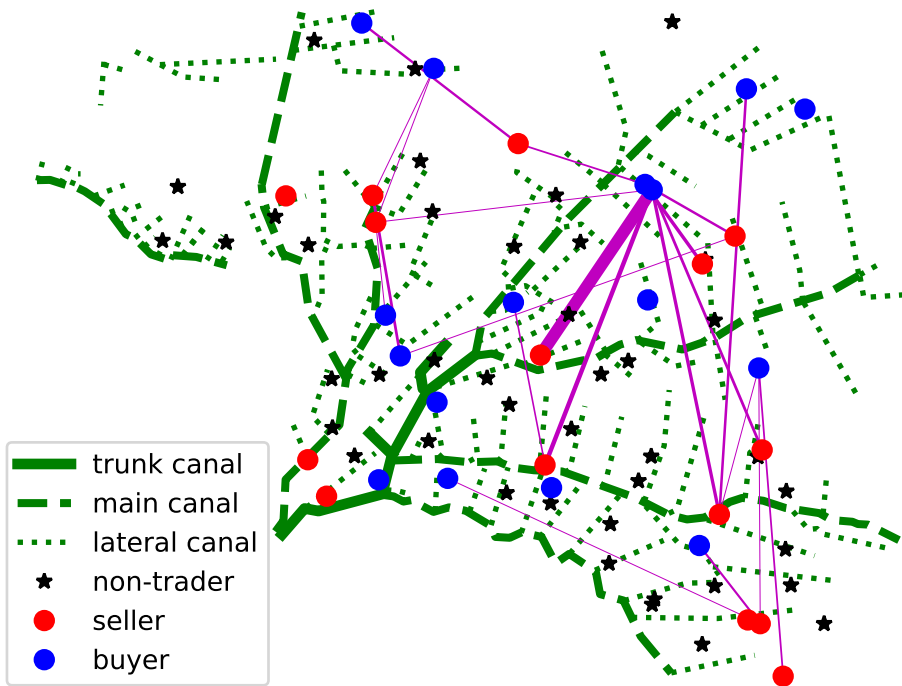 trunk canal
main canal
lateral canal
non-trader
seller
buyer